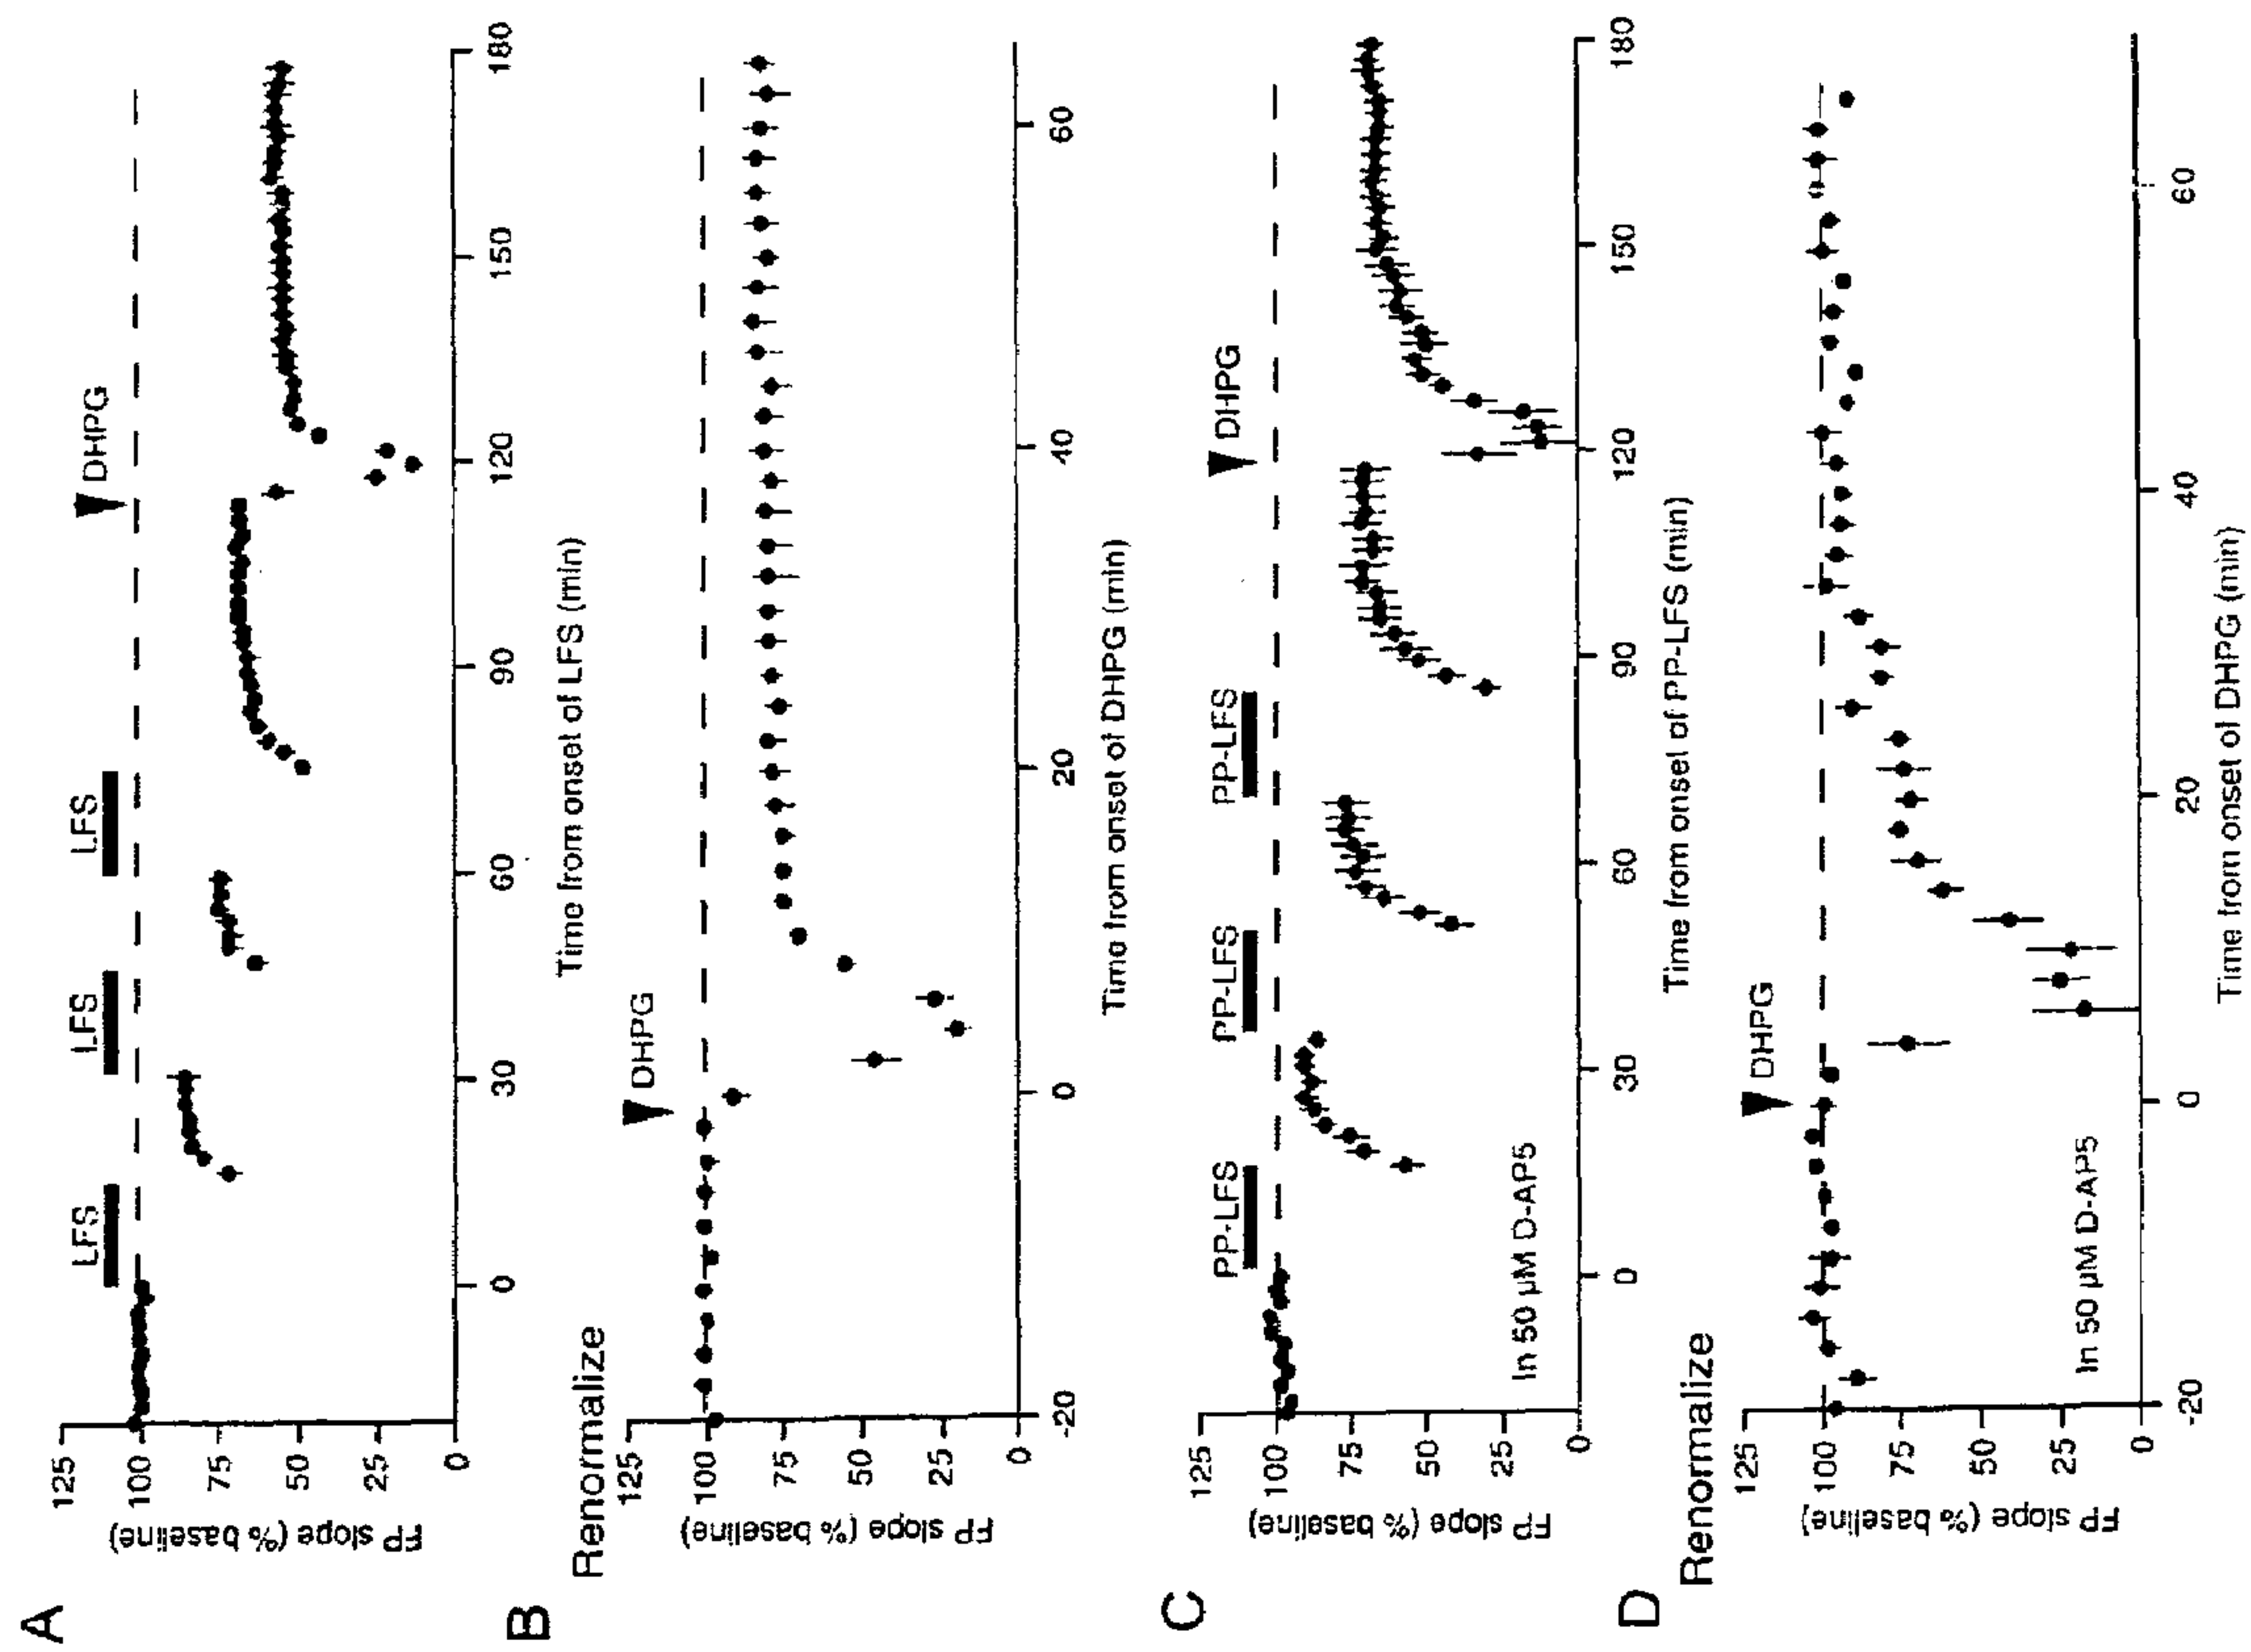 A
FP slope (% baseline)
125
100
75
50
25
0
LFS
LFS
LFS
DHPG
0
30
60
90
120
150
180
Time from onset of LFS (min)
B
Renormalize
FP slope (% baseline)
125
100
75
50
25
0
DHPG
-20
0
20
40
60
Time from onset of DHPG (min)
C
FP slope (% baseline)
125
100
75
50
25
0
PP-LFS
PP-LFS
PP-LFS
DHPG
In 50 µM D-AP5
0
30
60
90
120
150
180
Time from onset of PP-LFS (min)
D
Renormalize
FP slope (% baseline)
125
100
75
50
25
0
DHPG
In 50 µM D-AP5
-20
0
20
40
60
Time from onset of DHPG (min)